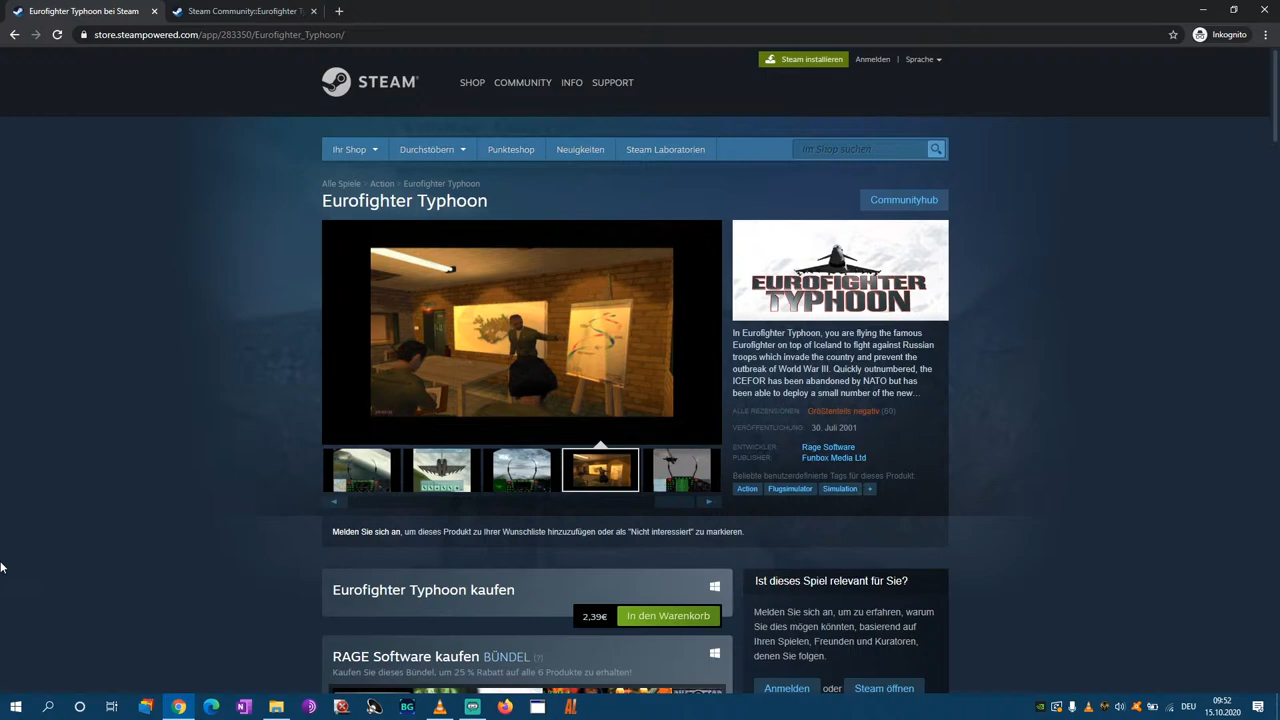 Eurofighter Typhoon bei Steam
Steam Community:: Eurofighter T
store.steampowered.com/app/283350/Eurofighter_Typhoon/
Inkognito
Steam installieren
Anmelden | Sprache
STEAM
SHOP COMMUNITY INFO SUPPORT
Ihr Shop
Durchstöbern
Punkteshop
Neuigkeiten
Steam Laboratorien
Im Shop suchen
Alle Spiele > Action > Eurofighter Typhoon
Eurofighter Typhoon
Communityhub
EUROFIGHTER
TYPHOON
In Eurofighter Typhoon, you are flying the famous
Eurofighter on top of Iceland to fight against Russian
troops which invade the country and prevent the
outbreak of World War III. Quickly outnumbered, the
ICEFOR has been abandoned by NATO but has
been able to deploy a small number of the new...
ALLE REZENSIONEN: Größtenteils negativ (60)
VERÖFFENTLICHUNG: 30. Juli 2001
ENTWICKLER: Rage Software
PUBLISHER: Funbox Media Ltd
Beliebte benutzerdefinierte Tags für dieses Produkt:
Action Flugsimulator Simulation +
Melden Sie sich an, um dieses Produkt zu Ihrer Wunschliste hinzuzufügen oder als "Nicht interessiert" zu markieren.
Eurofighter Typhoon kaufen
2,39€
In den Warenkorb
RAGE Software kaufen BÜNDEL (?)
Kaufen Sie dieses Bündel, um 25 % Rabatt auf alle 6 Produkte zu erhalten!
Ist dieses Spiel relevant für Sie?
Melden Sie sich an, um zu erfahren, warum
Sie dies mögen könnten, basierend auf
Ihren Spielen, Freunden und Kuratoren,
denen Sie folgen.
Anmelden oder Steam öffnen
BG
DEU
09:52
15.10.2020